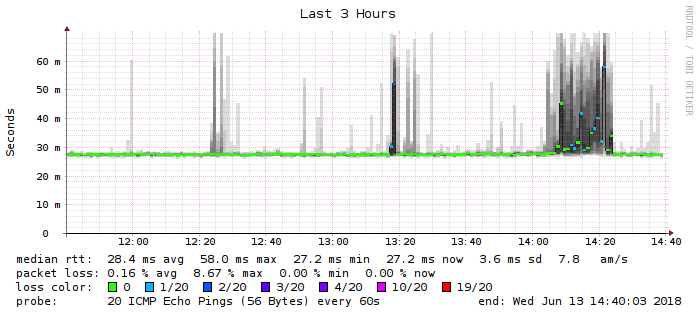 Last 3 Hours
RRDTOOL / TOBI OETIKER
Seconds
60 m
50 m
40 m
30 m
20 m
10 m
0
12:00 12:20 12:40 13:00 13:20 13:40 14:00 14:20 14:40
median rtt: 28.4 ms avg 58.0 ms max 27.2 ms min 27.2 ms now 3.6 ms sd 7.8 am/s
packet loss: 0.16 % avg 8.67 % max 0.00 % min 0.00 % now
loss color: 0 1/20 2/20 3/20 4/20 10/20 19/20
probe: 20 ICMP Echo Pings (56 Bytes) every 60s end: Wed Jun 13 14:40:03 2018